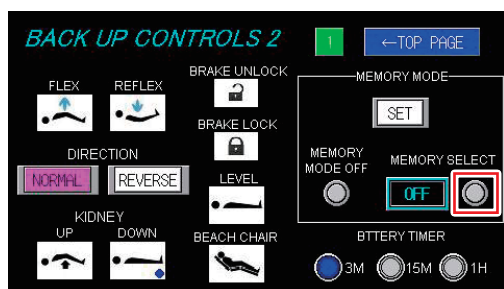 BACK UP CONTROLS 2
1
←TOP PAGE
FLEX
REFLEX
BRAKE UNLOCK
BRAKE LOCK
DIRECTION
NORMAL
REVERSE
LEVEL
KIDNEY
UP
DOWN
BEACH CHAIR
MEMORY MODE
SET
MEMORY
MODE OFF
MEMORY SELECT
OFF
BTTERY TIMER
3M
15M
1H